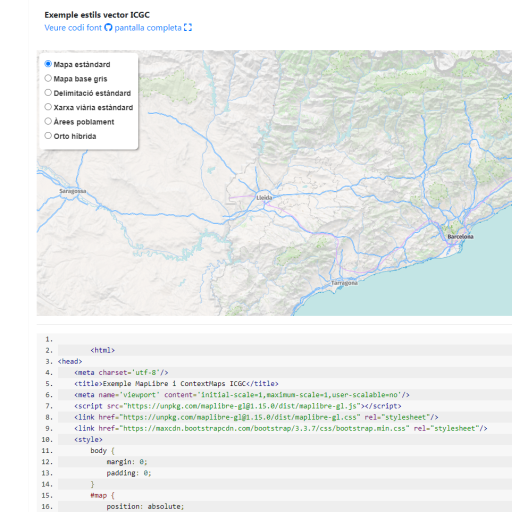 Exemple estils vector ICGC
Veure codi font pantalla completa
Mapa estàndard
Mapa base gris
Delimitació estàndard
Xarxa viària estàndard
Àrees poblament
Orto híbrida
Saragossa
Lleida
Barcelona
Tarragona
1.
2. <html>
3. <head>
4. <meta charset='utf-8'/>
5. <title>Exemple MapLibre i ContextMaps ICGC</title>
6. <meta name='viewport' content='initial-scale=1,maximum-scale=1,user-scalable=no'/>
7. <script src="https://unpkg.com/maplibre-gl@1.15.0/dist/maplibre-gl.js"></script>
8. <link href="https://unpkg.com/maplibre-gl@1.15.0/dist/maplibre-gl.css" rel="stylesheet"/>
9. <link href="https://maxcdn.bootstrapcdn.com/bootstrap/3.3.7/css/bootstrap.min.css" rel="stylesheet"/>
10. <style>
11. body {
12. margin: 0;
13. padding: 0;
14. }
15. #map {
16. position: absolute;